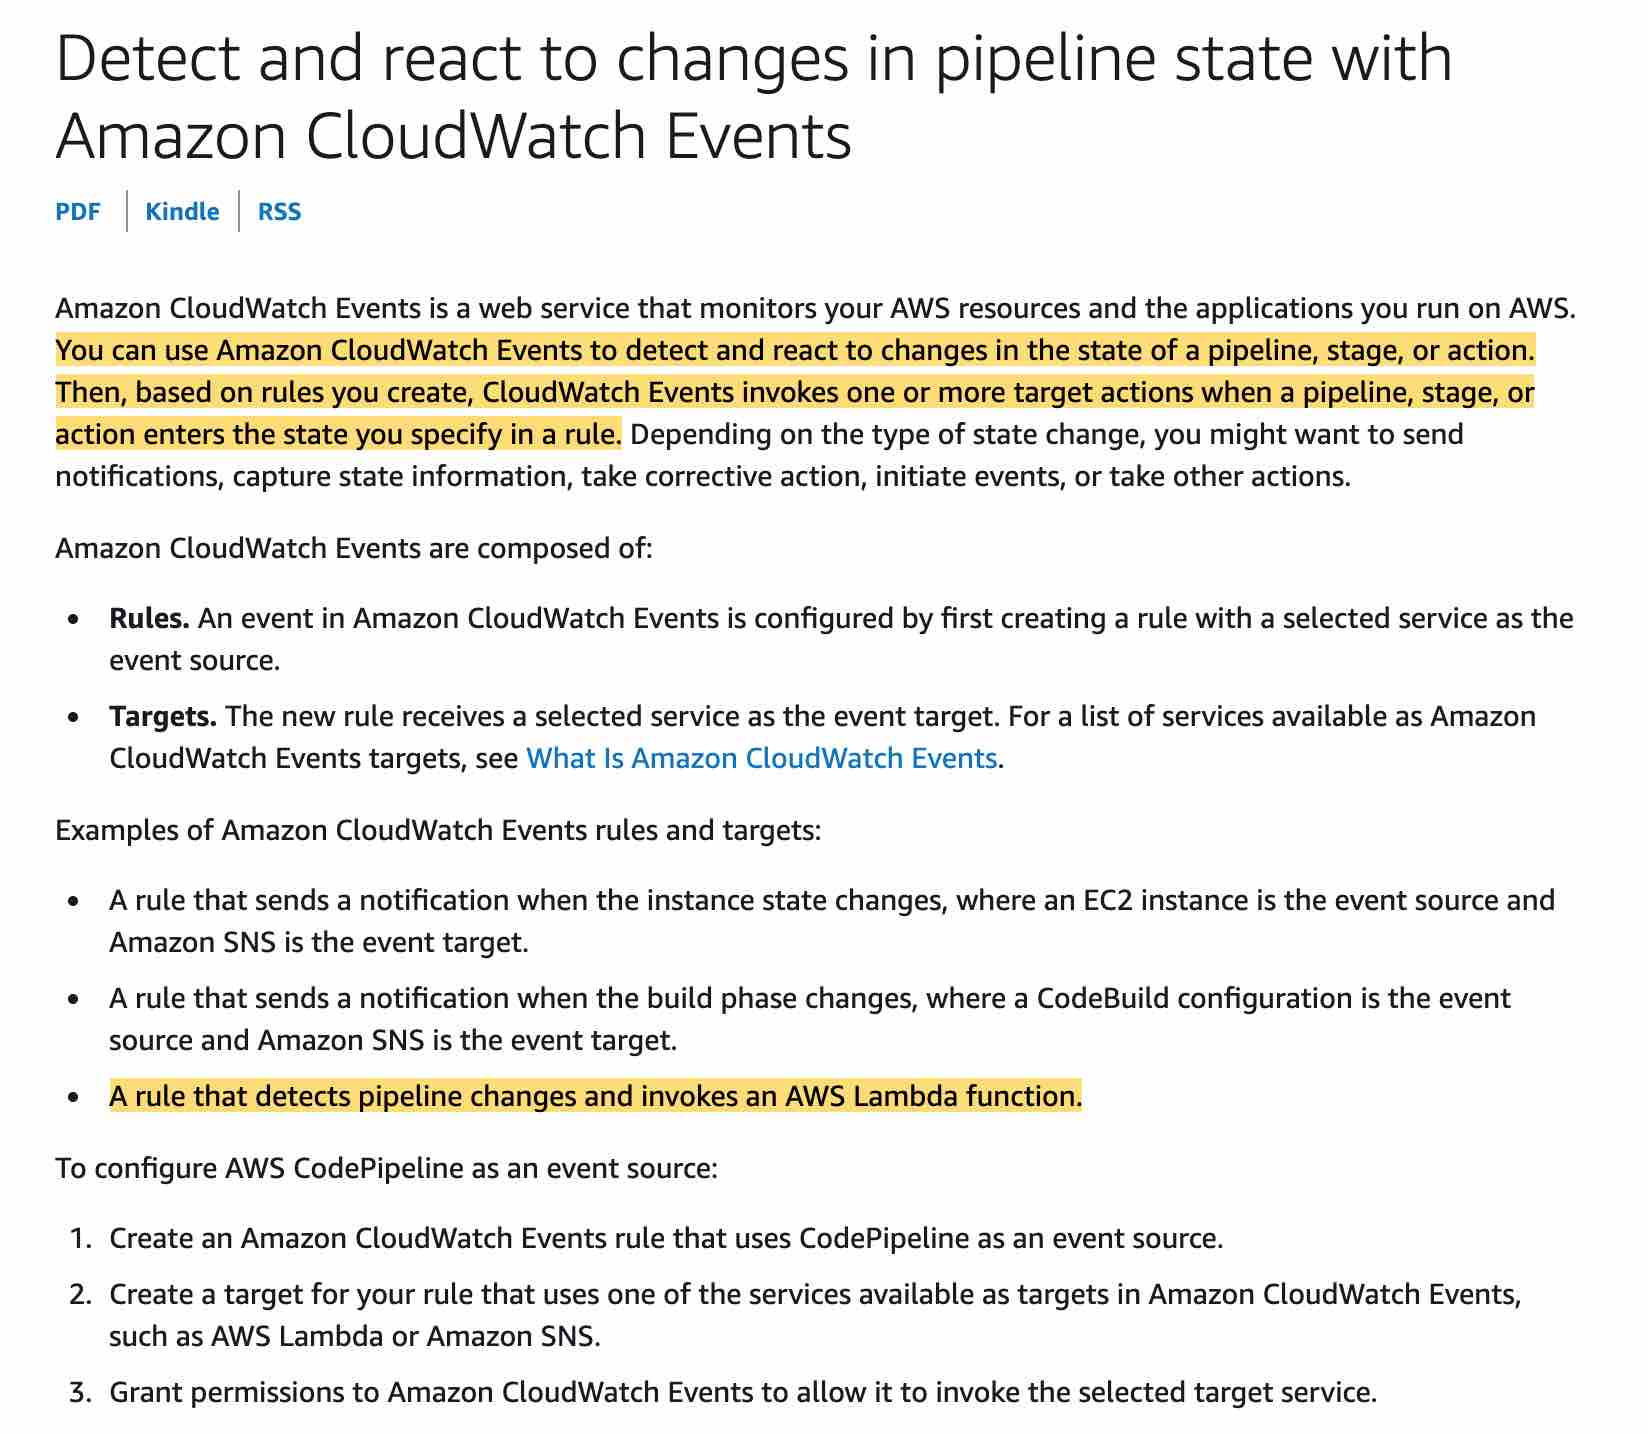 Detect and react to changes in pipeline state with
Amazon CloudWatch Events
PDF | Kindle | RSS
Amazon CloudWatch Events is a web service that monitors your AWS resources and the applications you run on AWS.
You can use Amazon CloudWatch Events to detect and react to changes in the state of a pipeline, stage, or action.
Then, based on rules you create, CloudWatch Events invokes one or more target actions when a pipeline, stage, or
action enters the state you specify in a rule. Depending on the type of state change, you might want to send
notifications, capture state information, take corrective action, initiate events, or take other actions.
Amazon CloudWatch Events are composed of:
• Rules. An event in Amazon CloudWatch Events is configured by first creating a rule with a selected service as the
event source.
• Targets. The new rule receives a selected service as the event target. For a list of services available as Amazon
CloudWatch Events targets, see What Is Amazon CloudWatch Events.
Examples of Amazon CloudWatch Events rules and targets:
• A rule that sends a notification when the instance state changes, where an EC2 instance is the event source and
Amazon SNS is the event target.
• A rule that sends a notification when the build phase changes, where a CodeBuild configuration is the event
source and Amazon SNS is the event target.
• A rule that detects pipeline changes and invokes an AWS Lambda function.
To configure AWS CodePipeline as an event source:
1. Create an Amazon CloudWatch Events rule that uses CodePipeline as an event source.
2. Create a target for your rule that uses one of the services available as targets in Amazon CloudWatch Events,
such as AWS Lambda or Amazon SNS.
3. Grant permissions to Amazon CloudWatch Events to allow it to invoke the selected target service.